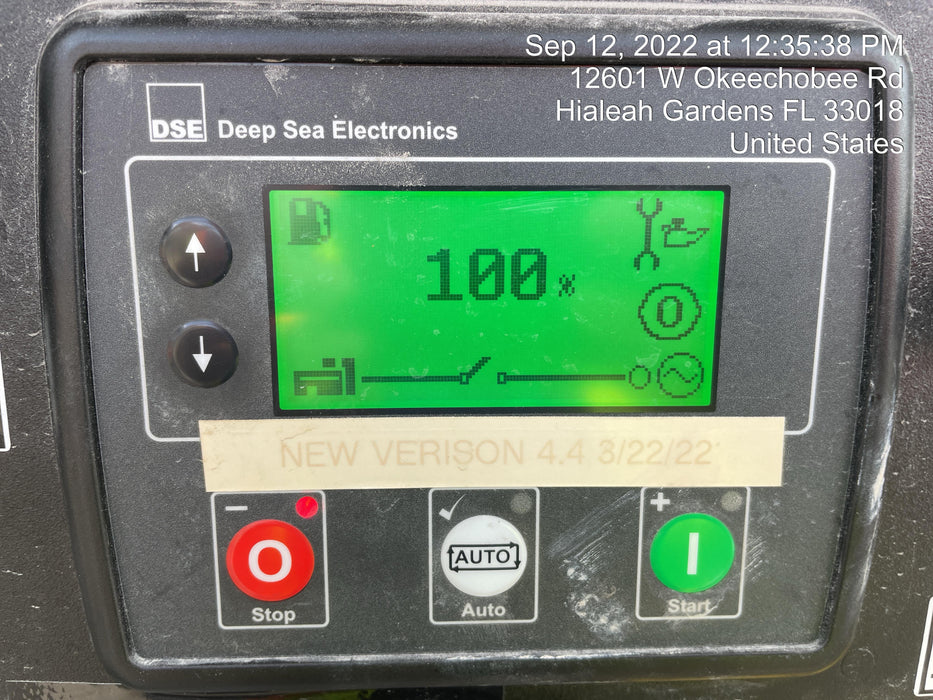 Sep 12, 2022 at 12:35:38 PM
12601 W Okeechobee Rd
Hialeah Gardens FL 33018
United States
DSE Deep Sea Electronics
100%
0
NEW VERISON 4.4 3/22/22
O
AUTO
I
Stop
Auto
Start